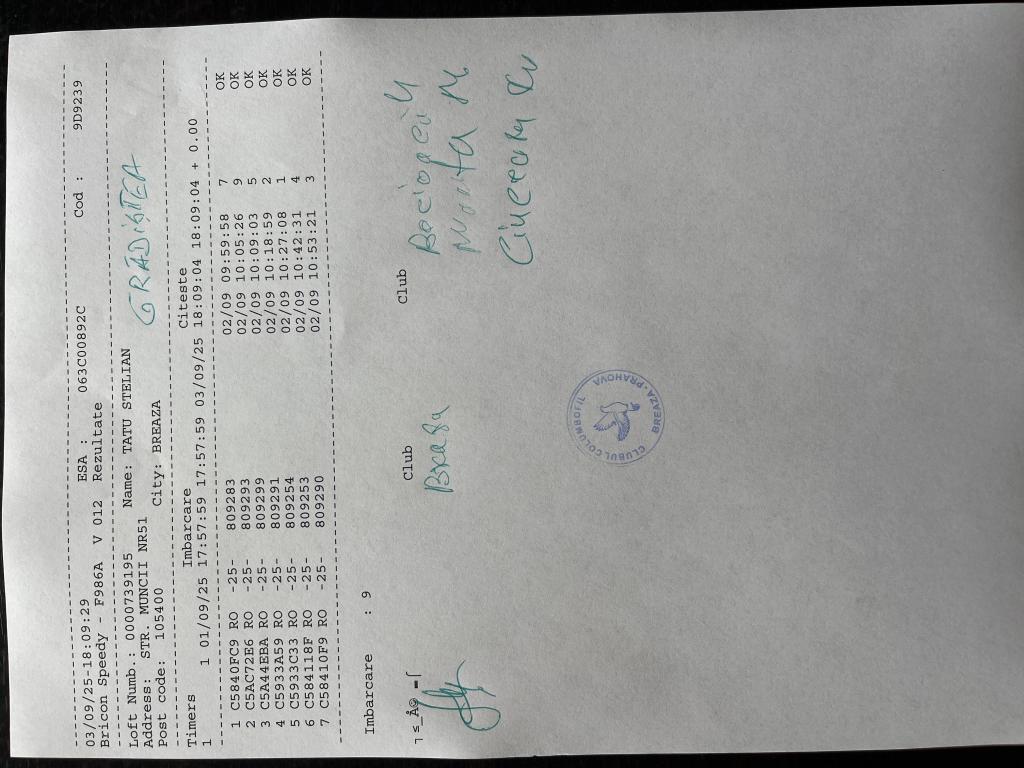 03/09/25-18:09:29 ESA : 063C00892C Cod : 9D9239
Bricon Speedy - F986A V 012 Rezultate
Loft Numb.: 0000739195 Name: TATU STELIAN
Address: STR. MUNCII NR51
Post code: 105400 City: BREAZA
GRADISTEA
Timers Imbarcare Citeste
1 1 01/09/25 17:57:59 17:57:59 03/09/25 18:09:04 18:09:04 + 0.00
1 C5840FC9 RO -25- 809283 02/09 09:59:58 7 OK
2 C5AC72E6 RO -25- 809293 02/09 10:05:26 9 OK
3 C5A44EBA RO -25- 809299 02/09 10:09:03 5 OK
4 C5933A59 RO -25- 809291 02/09 10:18:59 2 OK
5 C5933C33 RO -25- 809254 02/09 10:27:08 1 OK
6 C584118F RO -25- 809253 02/09 10:42:31 4 OK
7 C58410F9 RO -25- 809290 02/09 10:53:21 3 OK
Imbarcare : 9
Club Club
CLUBUL COLUMBOFIL
BREAZA-PRAHOVA